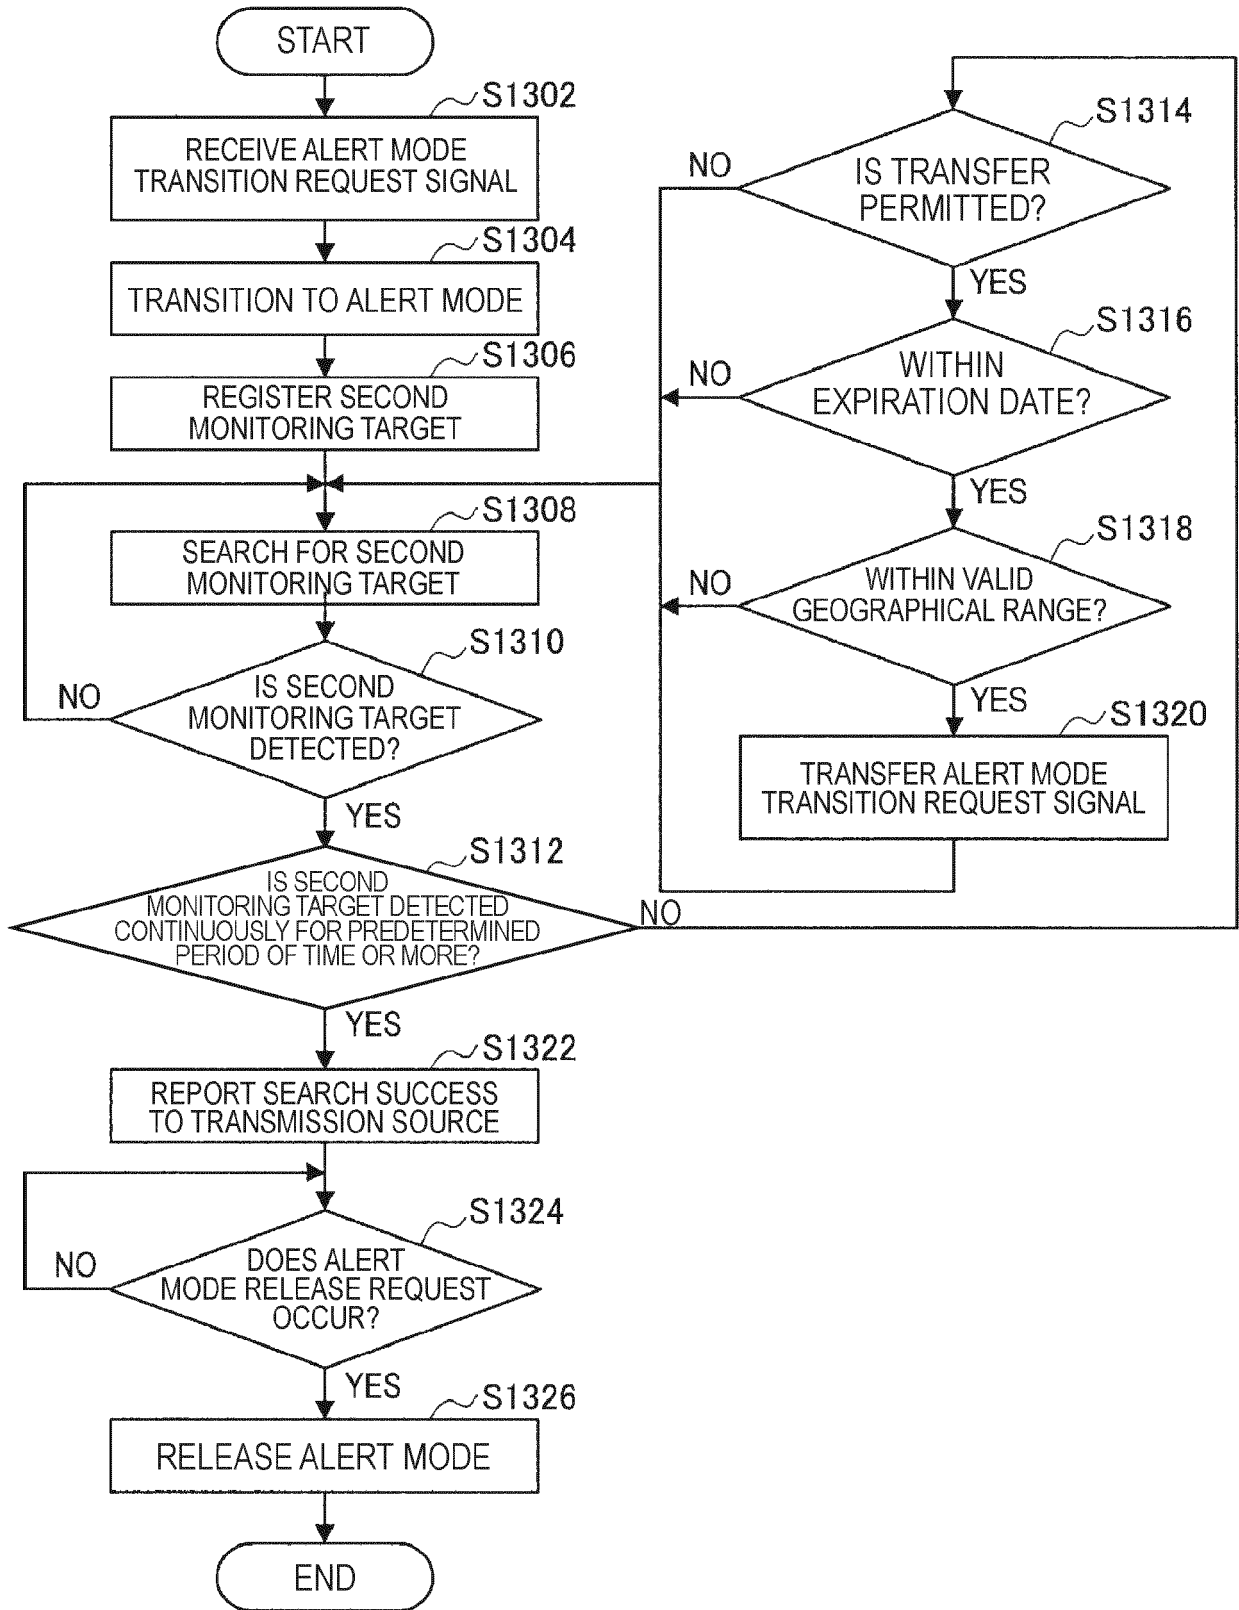 START
S1302
RECEIVE ALERT MODE
TRANSITION REQUEST SIGNAL
S1304
TRANSITION TO ALERT MODE
S1306
REGISTER SECOND
MONITORING TARGET
S1308
SEARCH FOR SECOND
MONITORING TARGET
S1310
IS SECOND
MONITORING TARGET
DETECTED?
NO
YES
S1312
IS SECOND
MONITORING TARGET DETECTED
CONTINUOUSLY FOR PREDETERMINED
PERIOD OF TIME OR MORE?
NO
YES
S1314
IS TRANSFER
PERMITTED?
NO
YES
S1316
WITHIN
EXPIRATION DATE?
NO
YES
S1318
WITHIN VALID
GEOGRAPHICAL RANGE?
NO
YES
S1320
TRANSFER ALERT MODE
TRANSITION REQUEST SIGNAL
S1322
REPORT SEARCH SUCCESS
TO TRANSMISSION SOURCE
S1324
DOES ALERT
MODE RELEASE REQUEST
OCCUR?
NO
YES
S1326
RELEASE ALERT MODE
END